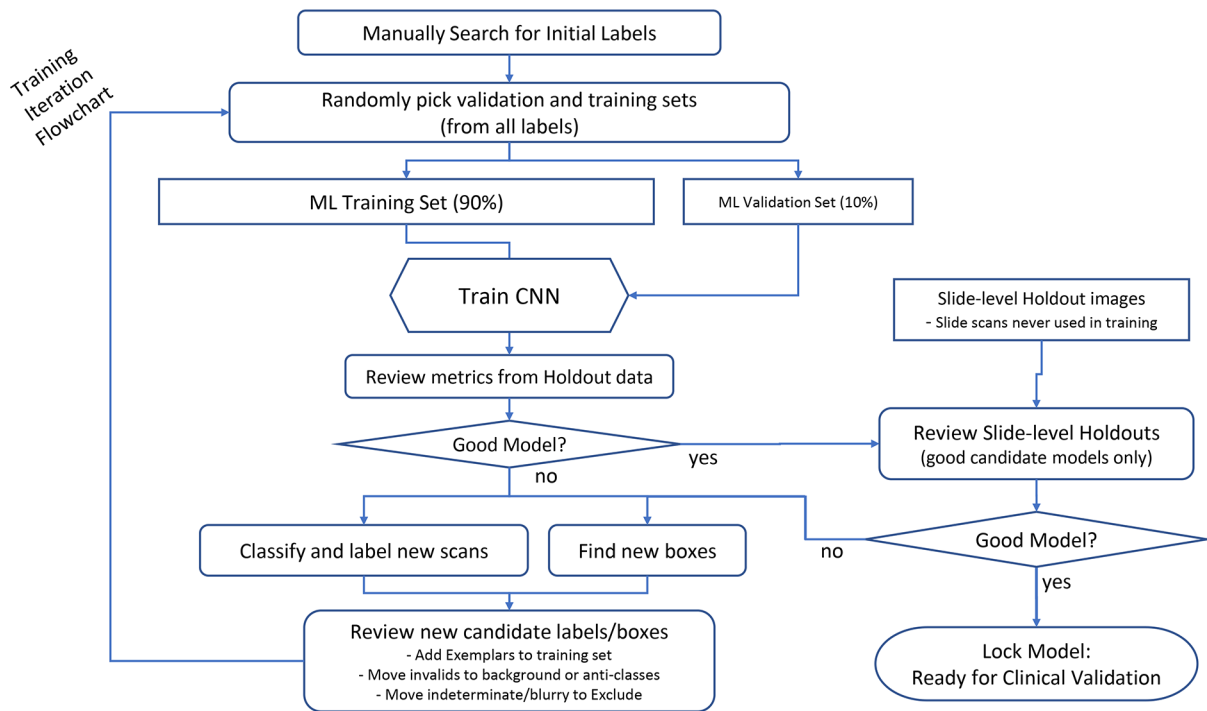 Training
Iteration
Flowchart
Manually Search for Initial Labels
Randomly pick validation and training sets
(from all labels)
ML Training Set (90%)
ML Validation Set (10%)
Train CNN
Slide-level Holdout images
- Slide scans never used in training
Review metrics from Holdout data
Good Model?
yes
no
Review Slide-level Holdouts
(good candidate models only)
Classify and label new scans
Find new boxes
no
Good Model?
yes
Review new candidate labels/boxes
- Add Exemplars to training set
- Move invalids to background or anti-classes
- Move indeterminate/blurry to Exclude
Lock Model:
Ready for Clinical Validation